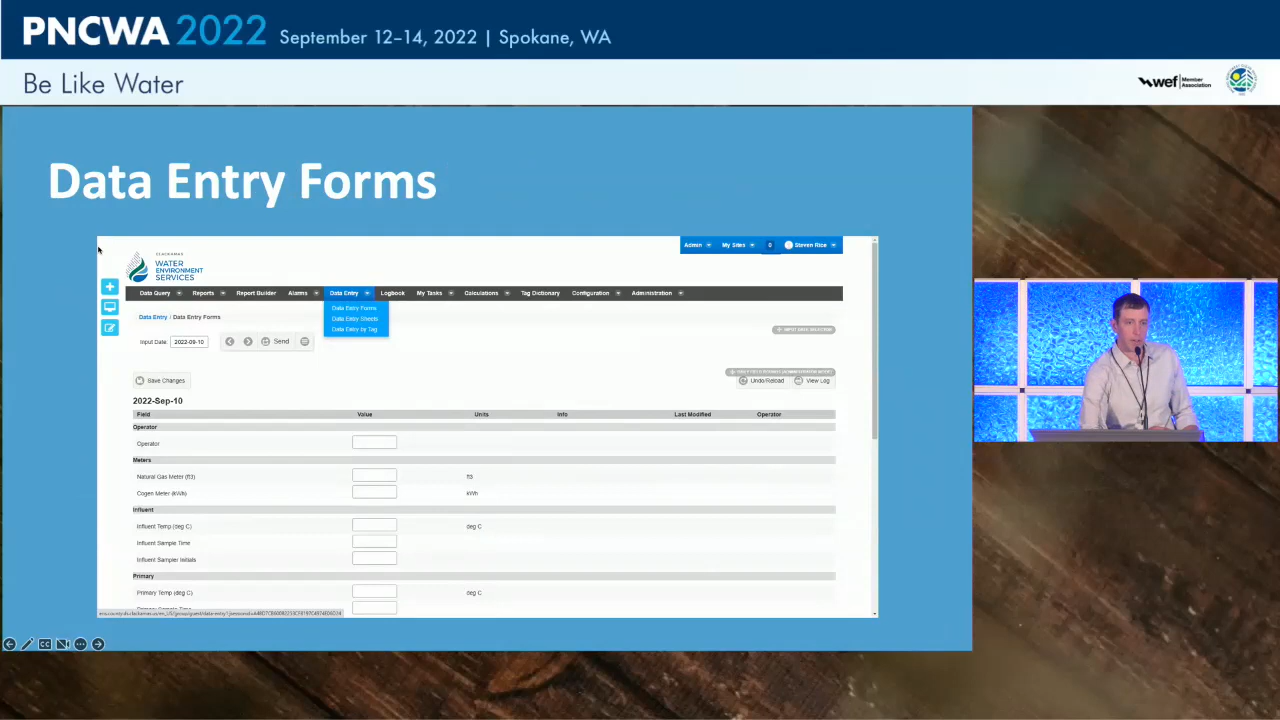 PNCWA 2022 September 12–14, 2022 | Spokane, WA
Be Like Water
wef Member Association
Data Entry Forms
Admin My Sites 0 Steven Rice
CLACKAMAS
WATER
ENVIRONMENT
SERVICES
Data Query Reports Report Builder Alarms Data Entry Logbook My Tasks Calculations Tag Dictionary Configuration Administration
Data Entry Forms
Data Entry Sheets
Data Entry by Tag
Data Entry / Data Entry Forms
Input Date: 2022-09-10 Send
Save Changes Undo/Reload View Log
2022-Sep-10
Field Value Units Info Last Modified Operator
Operator
Operator
Meters
Natural Gas Meter (ft3) ft3
Cogen Meter (kWh) kWh
Influent
Influent Temp (deg C) deg C
Influent Sample Time
Influent Sampler Initials
Primary
Primary Temp (deg C) deg C
Primary Sample Time
CC